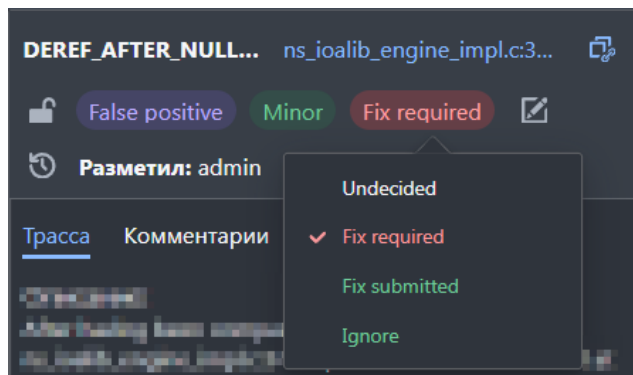 DEREF_AFTER_NULL... ns_ioalib_engine_impl.c:3...
False positive Minor Fix required
Разметил: admin
Undecided
Трасса Комментарии Fix required
Fix submitted
Ignore